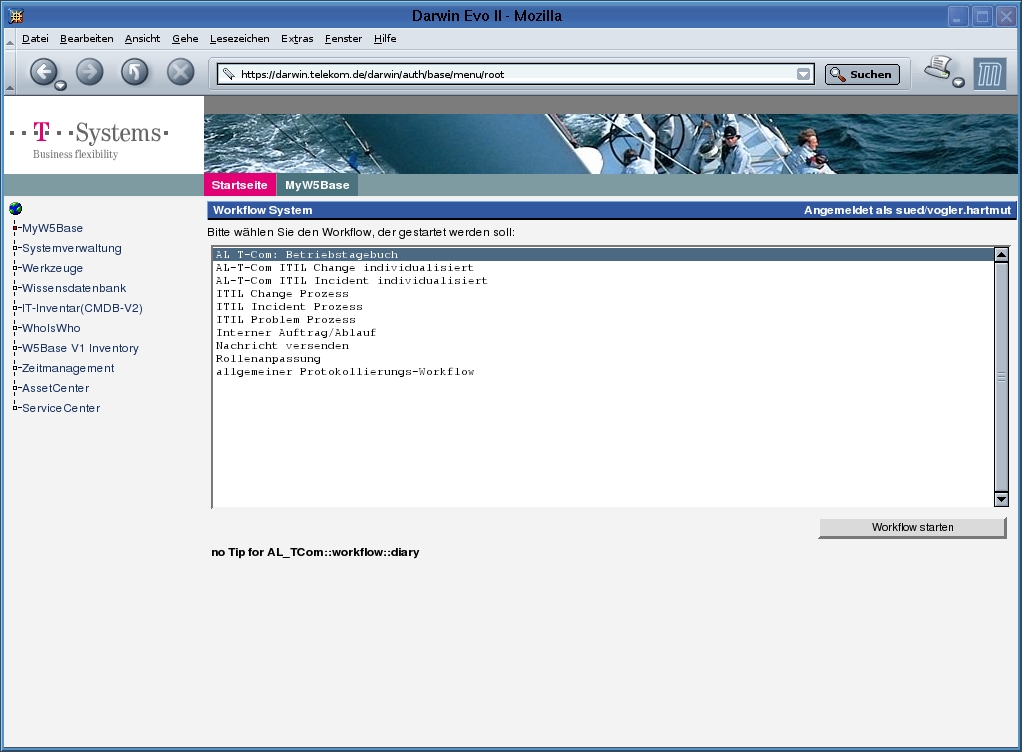 Darwin Evo II - Mozilla
Datei Bearbeiten Ansicht Gehe Lesezeichen Extras Fenster Hilfe
https://darwin.telekom.de/darwin/auth/base/menu/root Suchen
· · T · · Systems ·
Business flexibility
Startseite MyW5Base
Workflow System Angemeldet als sued/vogler.hartmut
MyW5Base
Systemverwaltung
Werkzeuge
Wissensdatenbank
IT-Inventar(CMDB-V2)
WhoIsWho
W5Base V1 Inventory
Zeitmanagement
AssetCenter
ServiceCenter
Bitte wählen Sie den Workflow, der gestartet werden soll:
AL T-Com: Betriebstagebuch
AL-T-Com ITIL Change individualisiert
AL-T-Com ITIL Incident individualisiert
ITIL Change Prozess
ITIL Incident Prozess
ITIL Problem Prozess
Interner Auftrag/Ablauf
Nachricht versenden
Rollenanpassung
allgemeiner Protokollierungs-Workflow
Workflow starten
no Tip for AL_TCom::workflow::diary